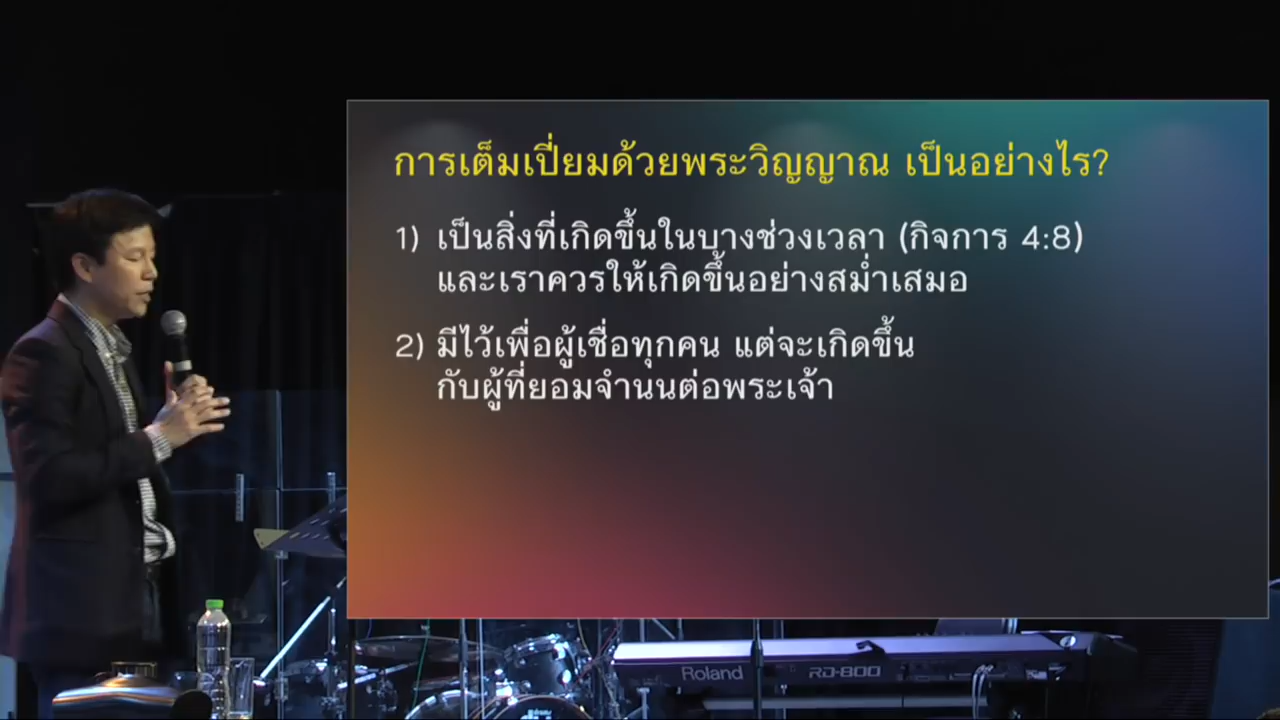 การเต็มเปี่ยมด้วยพระวิญญาณ เป็นอย่างไร?
1) เป็นสิ่งที่เกิดขึ้นในบางช่วงเวลา (กิจการ 4:8)
และเราควรให้เกิดขึ้นอย่างสม่ำเสมอ
2) มีไว้เพื่อผู้เชื่อทุกคน แต่จะเกิดขึ้น
กับผู้ที่ยอมจำนนต่อพระเจ้า
Roland RD-800